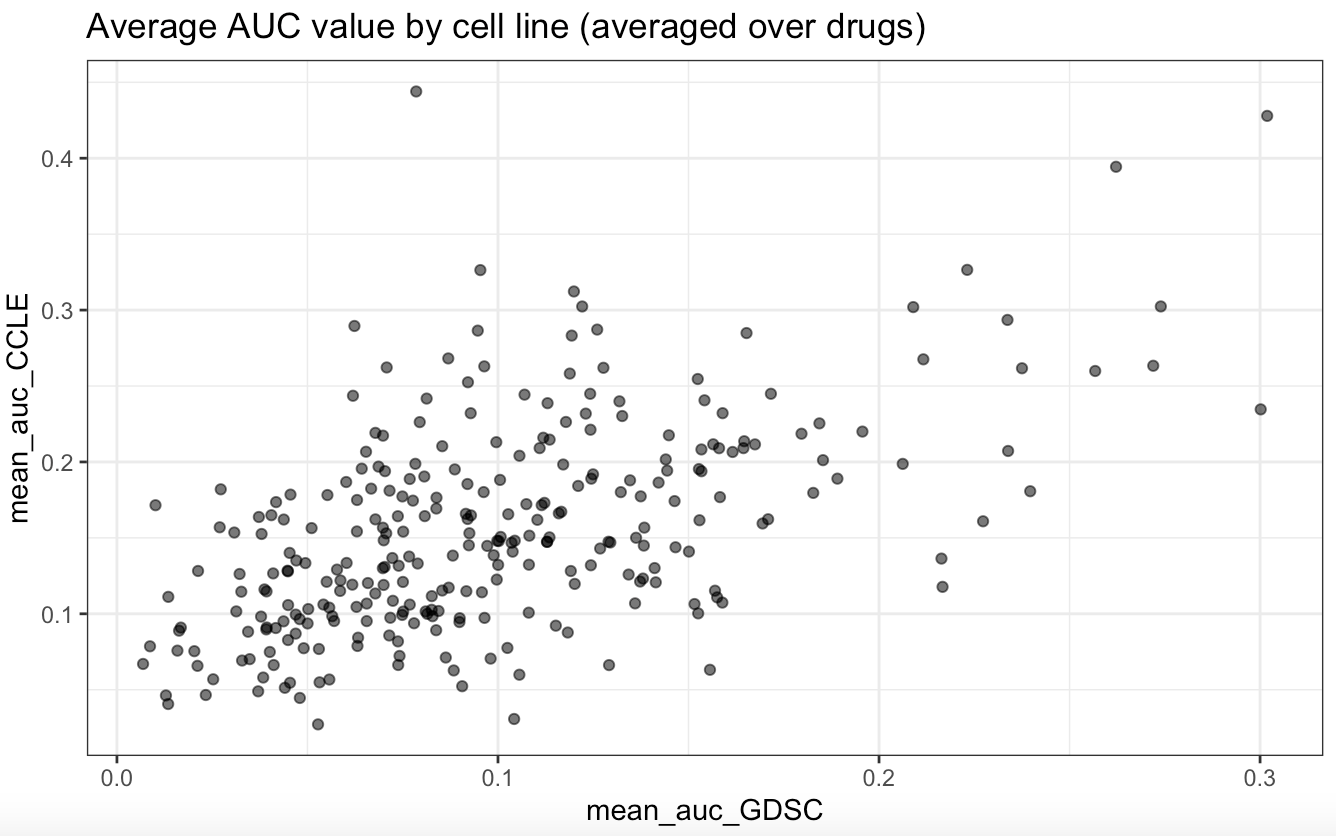 Average AUC value by cell line (averaged over drugs)
mean_auc_CCLE
0.4
0.3
0.2
0.1
0.0 0.1 0.2 0.3
mean_auc_GDSC